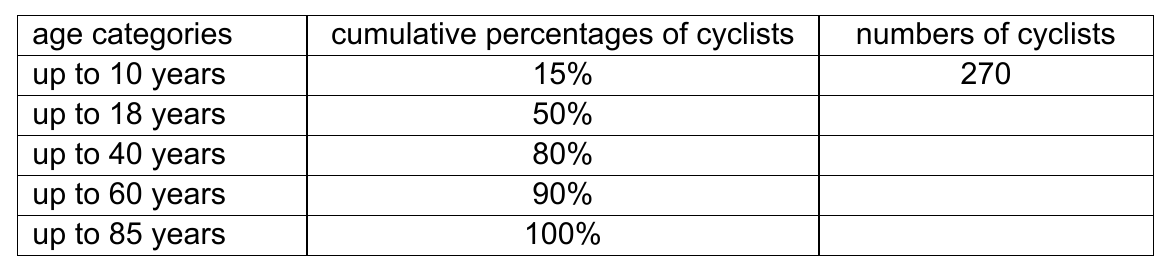 age categories cumulative percentages of cyclists numbers of cyclists
up to 10 years 15% 270
up to 18 years 50%
up to 40 years 80%
up to 60 years 90%
up to 85 years 100%